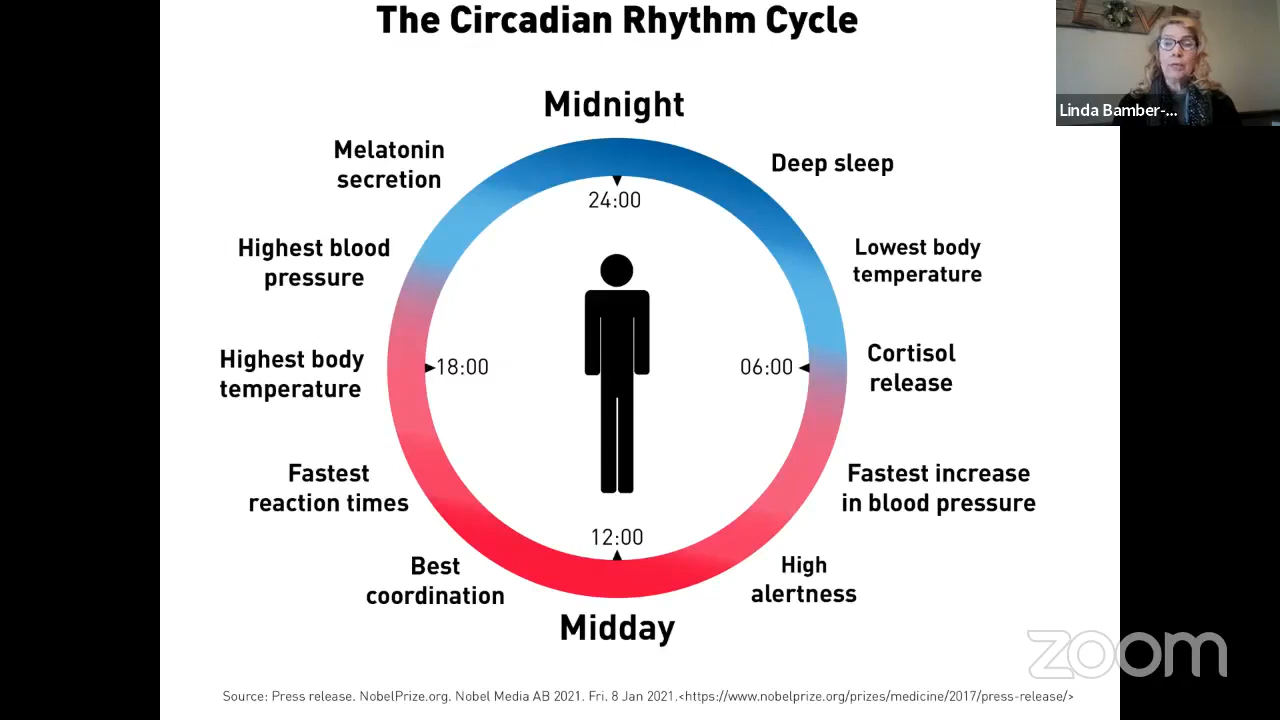 The Circadian Rhythm Cycle
Linda Bamber-...
Midnight
Melatonin
secretion
Deep sleep
24:00
Highest blood
pressure
Lowest body
temperature
Highest body
temperature
18:00
06:00
Cortisol
release
Fastest
reaction times
Fastest increase
in blood pressure
12:00
Best
coordination
High
alertness
Midday
zoom
Source: Press release. NobelPrize.org. Nobel Media AB 2021. Fri. 8 Jan 2021.<https://www.nobelprize.org/prizes/medicine/2017/press-release/>